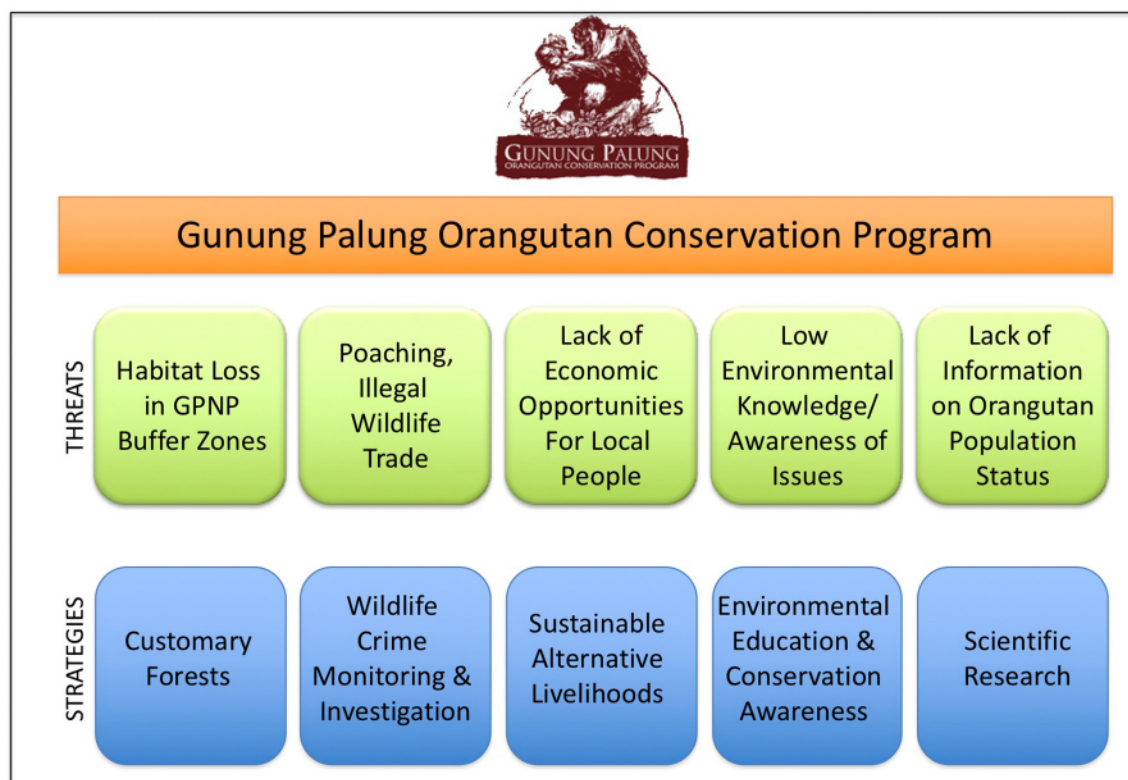 GUNUNG PALUNG
ORANGUTAN CONSERVATION PROGRAM
Gunung Palung Orangutan Conservation Program
THREATS
Habitat Loss
in GPNP
Buffer Zones
Poaching,
Illegal
Wildlife
Trade
Lack of
Economic
Opportunities
For Local
People
Low
Environmental
Knowledge/
Awareness of
Issues
Lack of
Information
on Orangutan
Population
Status
STRATEGIES
Customary
Forests
Wildlife
Crime
Monitoring &
Investigation
Sustainable
Alternative
Livelihoods
Environmental
Education &
Conservation
Awareness
Scientific
Research